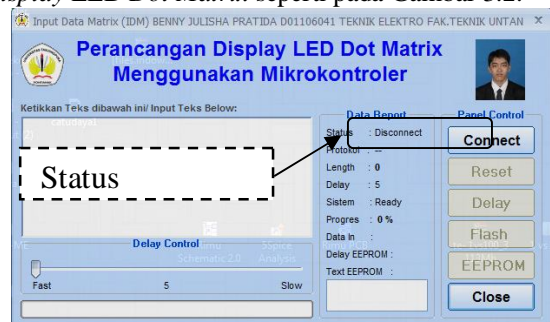 Display LED Dot Matrix seperti pada Gambar 3.2.
Input Data Matrix (IDM) BENNY JULISHA PRATIDA D01106041 TEKNIK ELEKTRO FAK.TEKNIK UNTAN
Perancangan Display LED Dot Matrix
Menggunakan Mikrokontroler
Ketikkan Teks dibawah ini/ Input Teks Below:
Status
Delay Control
Fast 5 Slow
Data Report
Status : Disconnect
Protokol : --
Length : 0
Delay : 5
Sistem : Ready
Progres : 0 %
Data In :
Delay EEPROM :
Text EEPROM :
Panel Control
Connect
Reset
Delay
Flash
EEPROM
Close